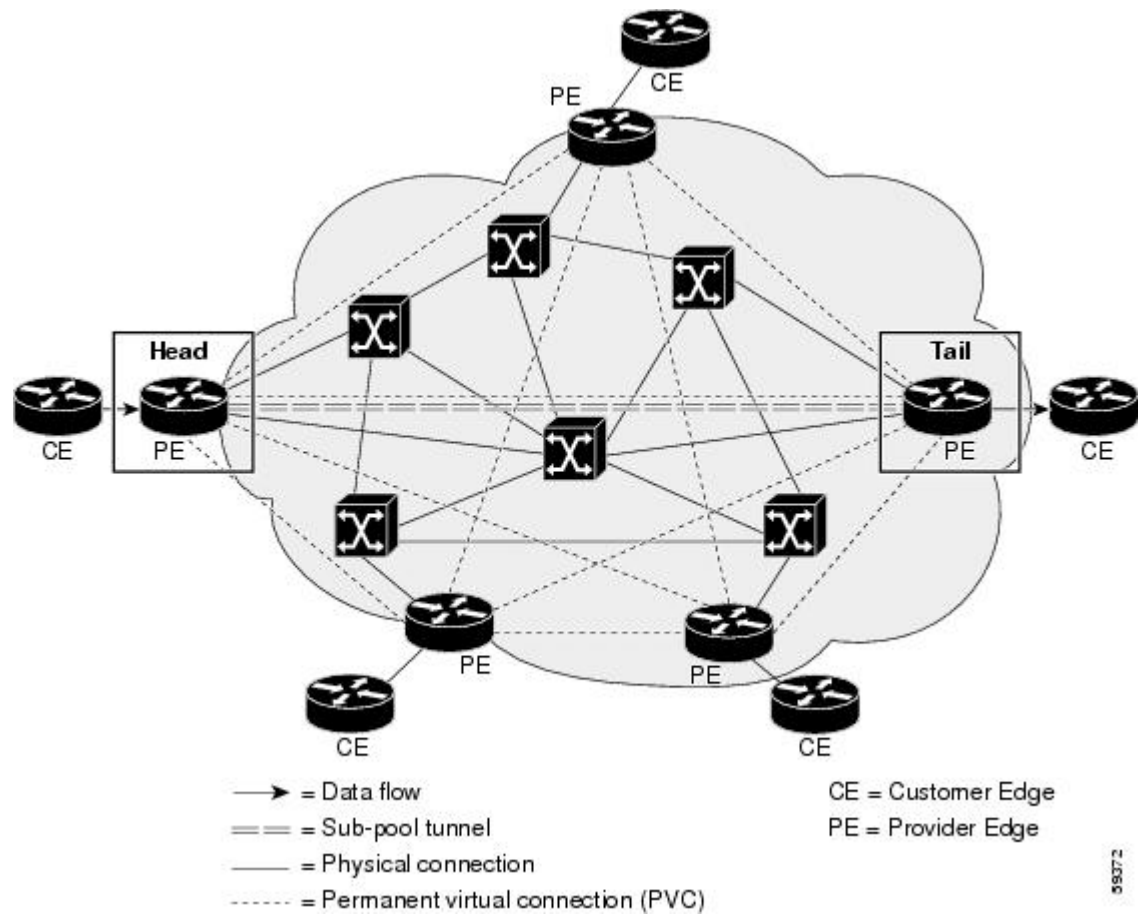 CE
PE
Head
Tail
CE
PE
PE
CE
PE
PE
CE
CE
= Data flow
CE = Customer Edge
= Sub-pool tunnel
PE = Provider Edge
= Physical connection
= Permanent virtual connection (PVC)
59372